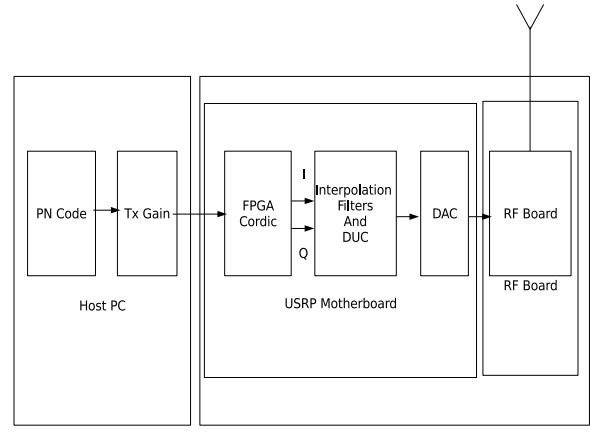 PN Code
Tx Gain
FPGA
Cordic
I
Q
Interpolation
Filters
And
DUC
DAC
RF Board
RF Board
Host PC
USRP Motherboard